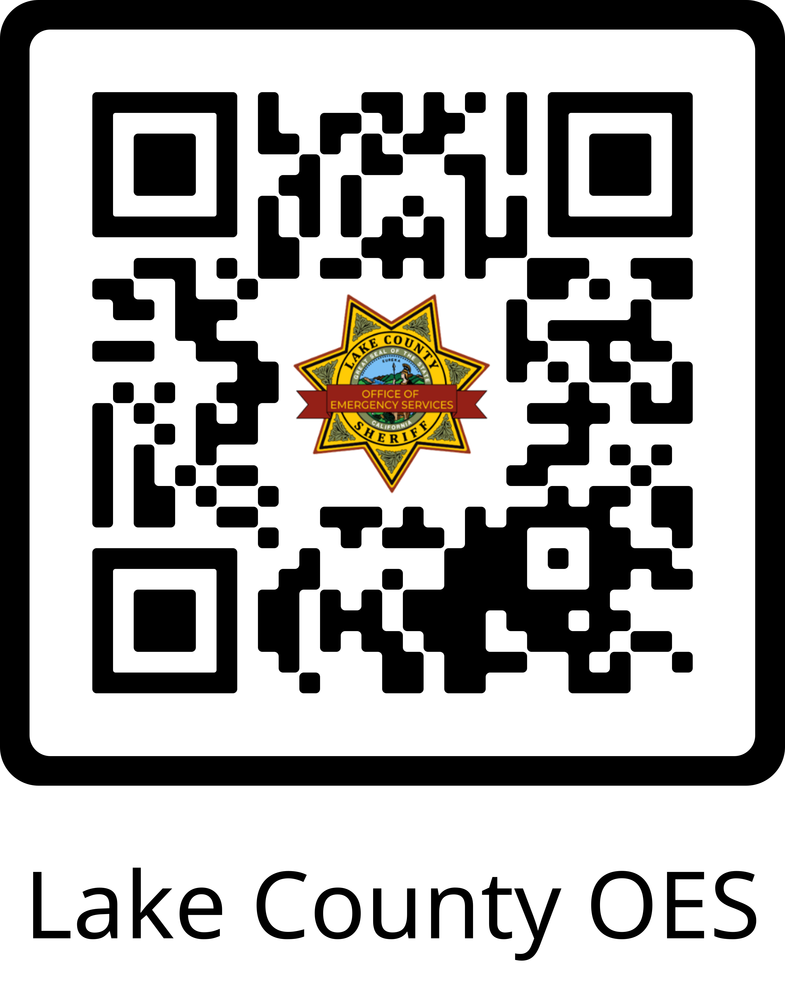 LAKE COUNTY
GREAT SEAL OF THE STATE
EUREKA
OFFICE OF
EMERGENCY SERVICES
CALIFORNIA
SHERIFF
Lake County OES